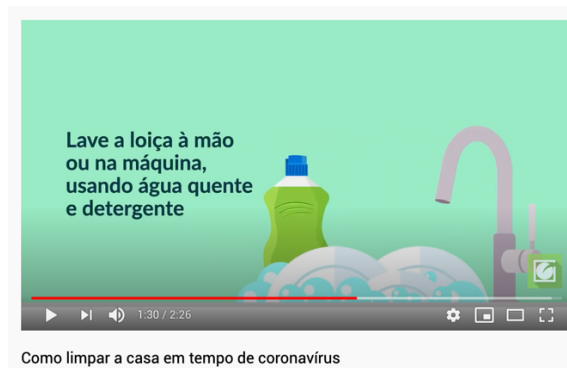 Lave a loiça à mão
ou na máquina,
usando água quente
e detergente
1:30 / 2:26
Como limpar a casa em tempo de coronavírus